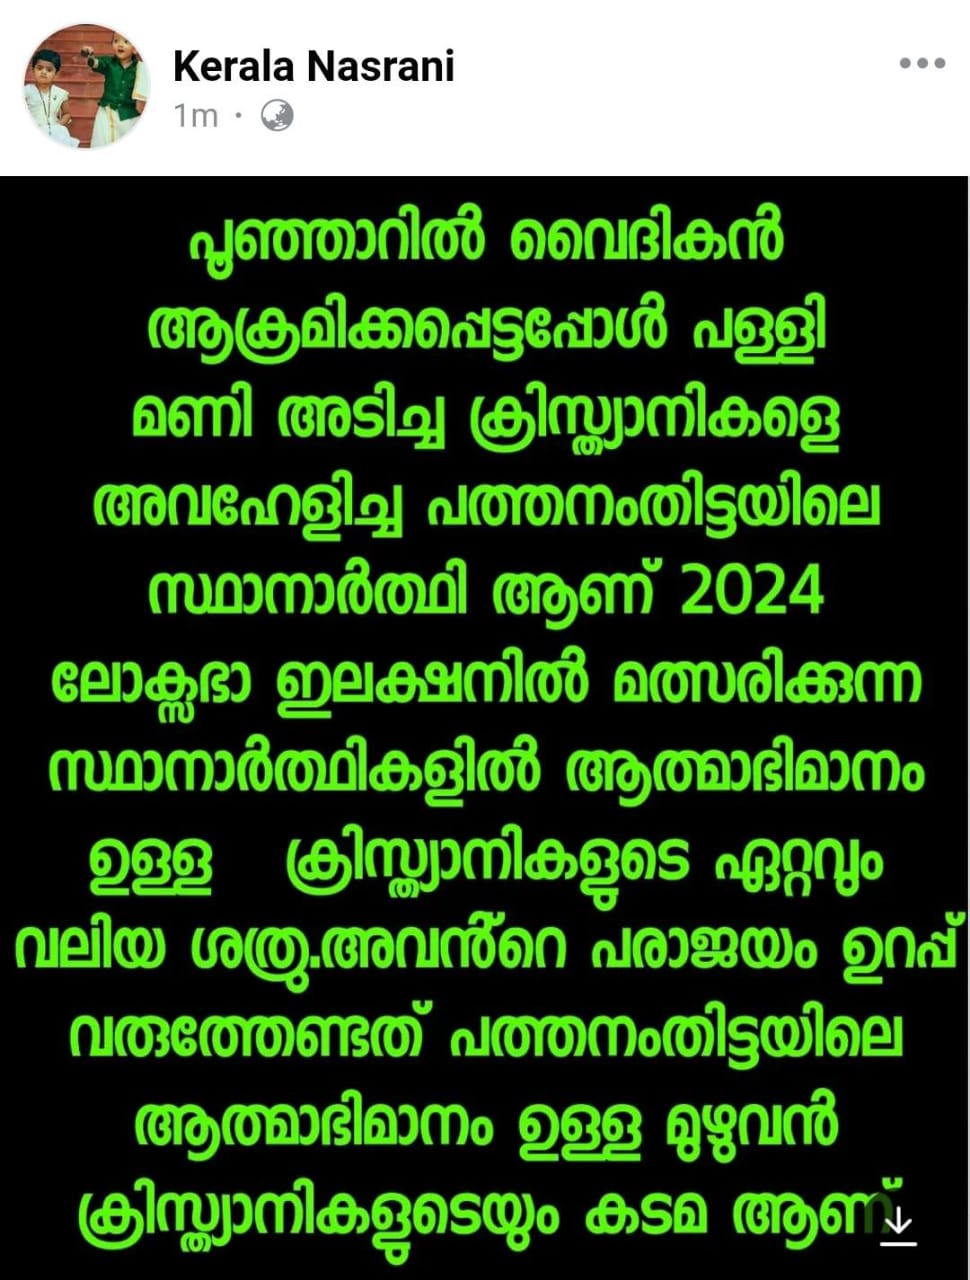 Kerala Nasrani
1m
പൂഞ്ഞാറിൽ വൈദികൻ
ആക്രമിക്കപ്പെട്ടപ്പോൾ പള്ളി
മണി അടിച്ച ക്രിസ്ത്യാനികളെ
അവഹേളിച്ച പത്തനംതിട്ടയിലെ
സ്ഥാനാർത്ഥി ആണ് 2024
ലോക്സഭാ ഇലക്ഷനിൽ മത്സരിക്കുന്ന
സ്ഥാനാർത്ഥികളിൽ ആത്മാഭിമാനം
ഉള്ള ക്രിസ്ത്യാനികളുടെ ഏറ്റവും
വലിയ ശത്രു.അവൻ്റെ പരാജയം ഉറപ്പ്
വരുത്തേണ്ടത് പത്തനംതിട്ടയിലെ
ആത്മാഭിമാനം ഉള്ള മുഴുവൻ
ക്രിസ്ത്യാനികളുടെയും കടമ ആണ്